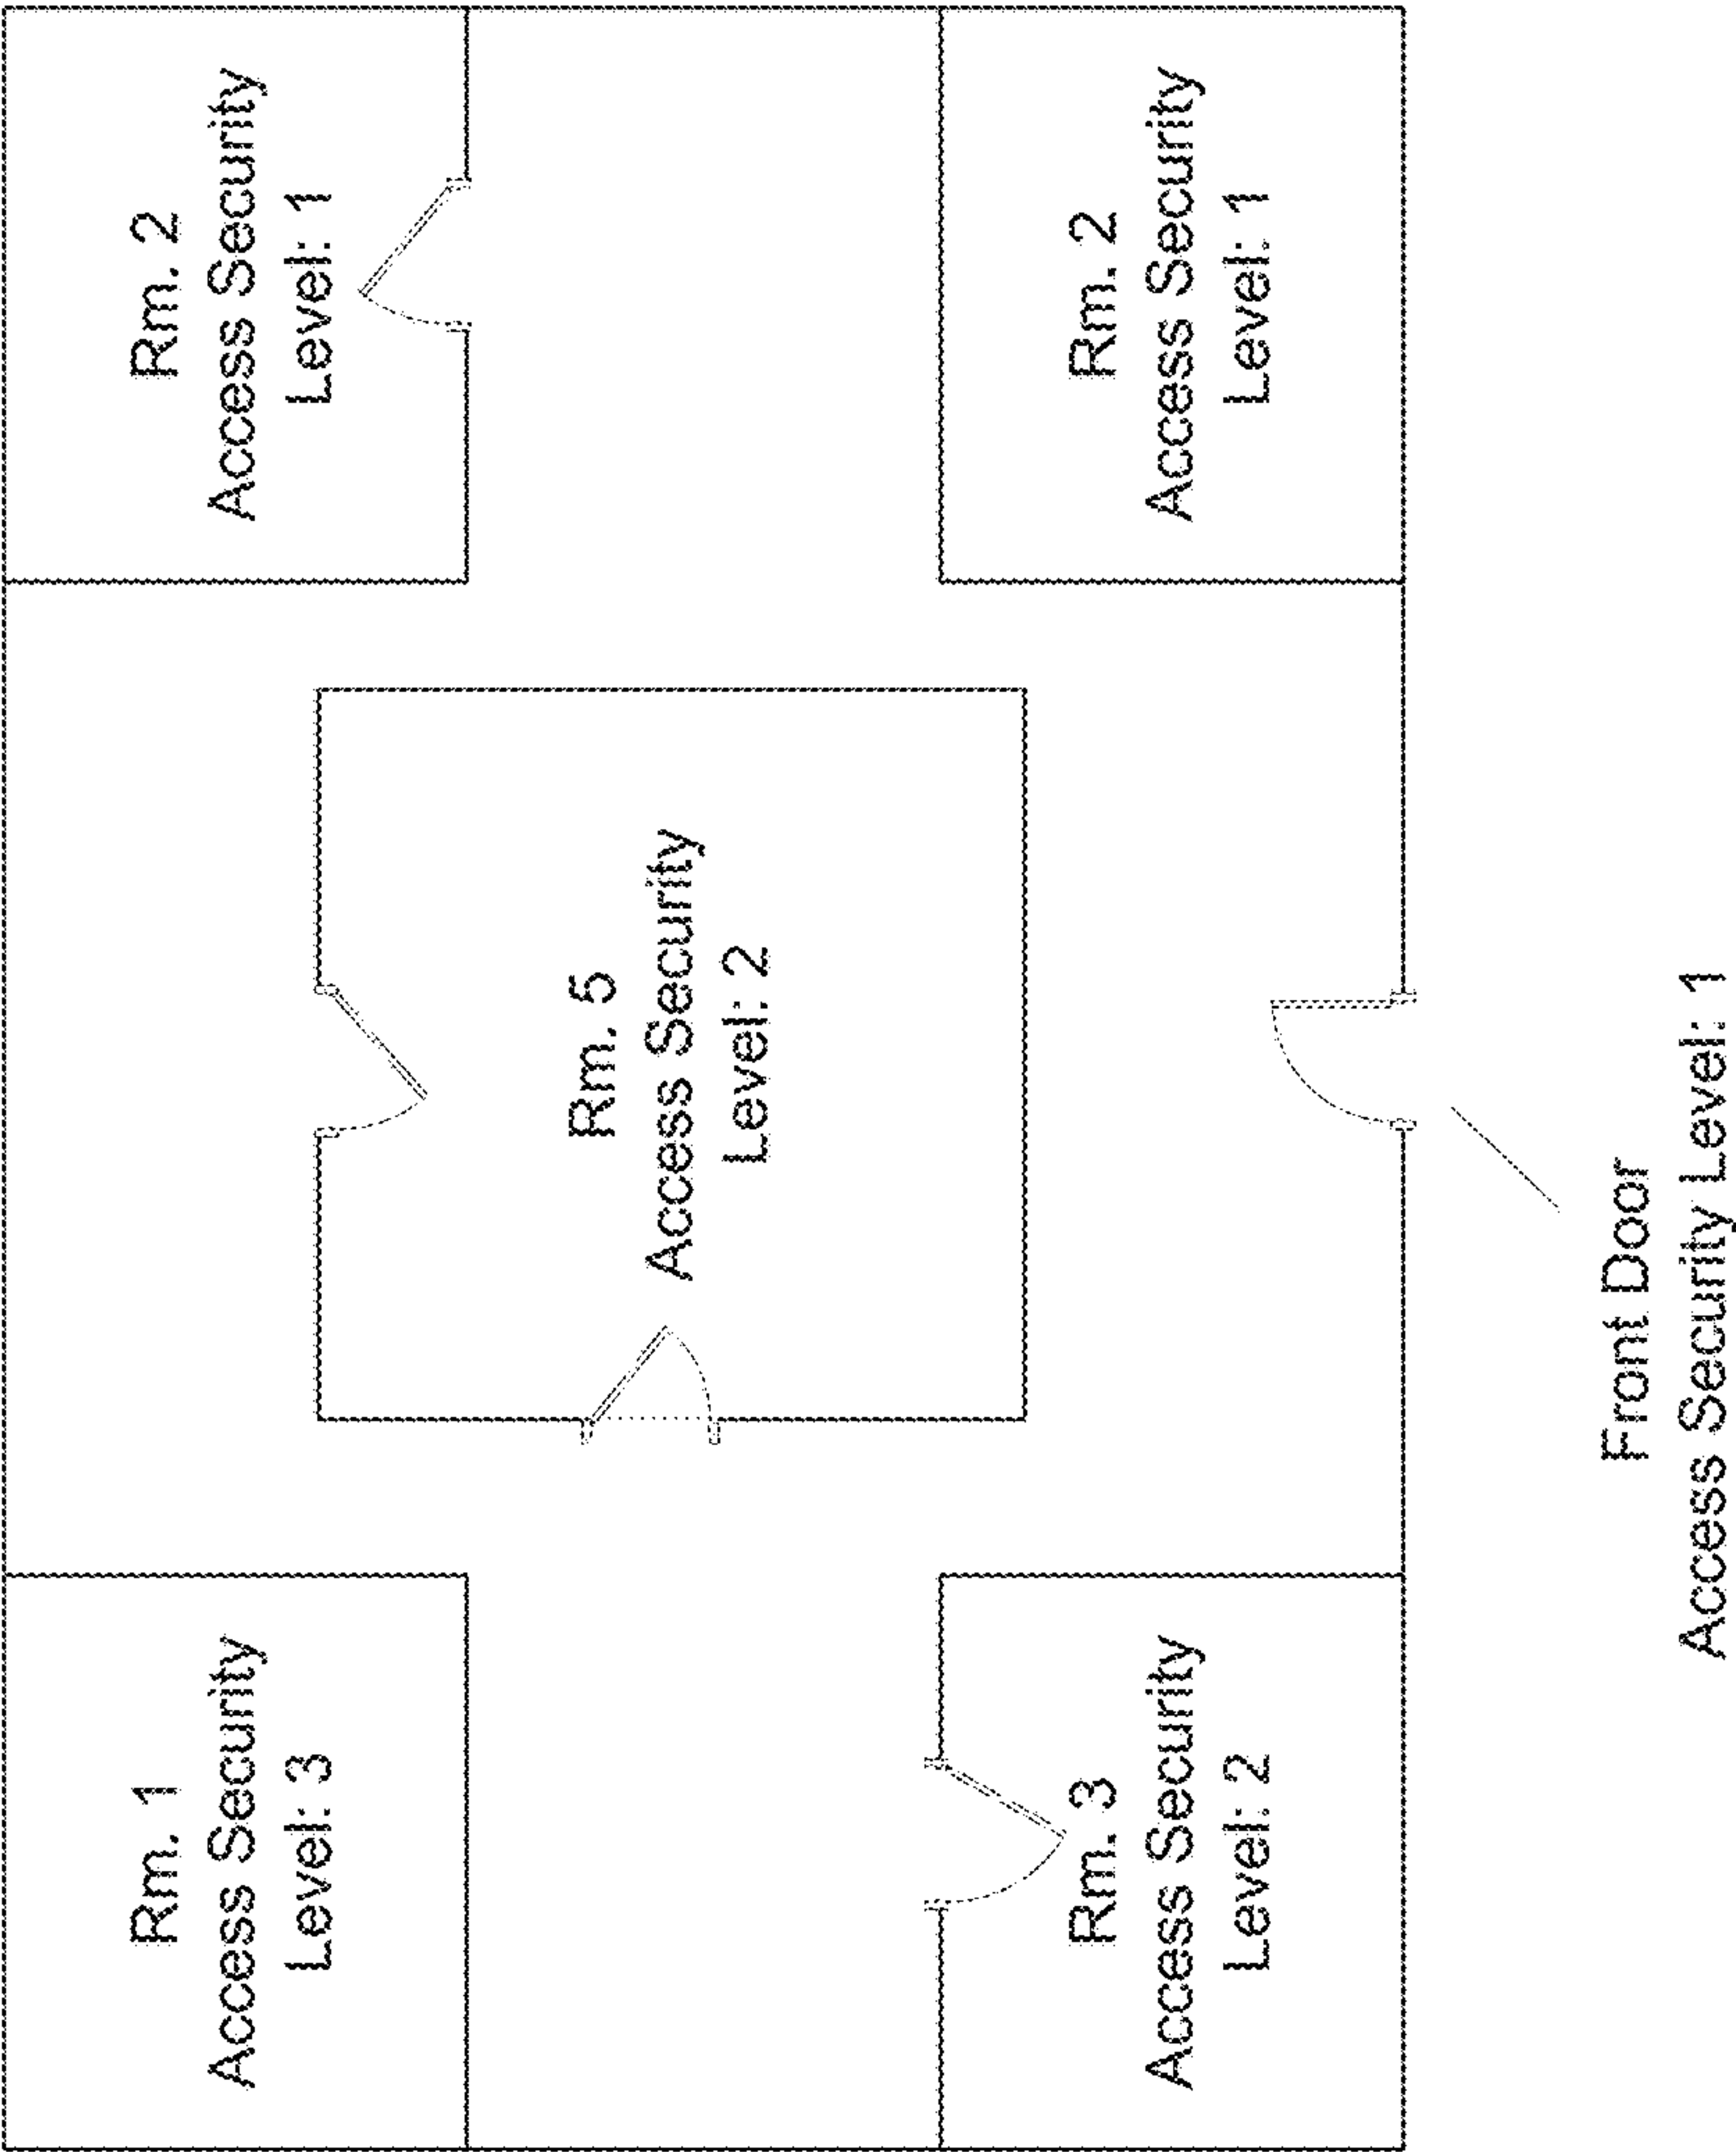 Rm. 1
Access Security
Level: 3
Rm. 2
Access Security
Level: 1
Rm. 5
Access Security
Level: 2
Rm. 3
Access Security
Level: 2
Rm. 2
Access Security
Level: 1
Front Door
Access Security Level: 1